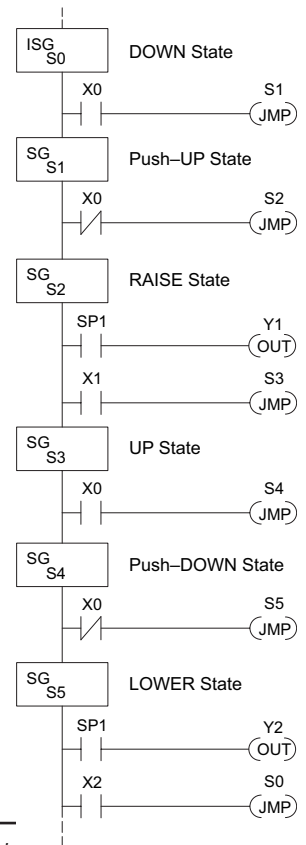 ISG
S0
DOWN State
X0
S1
JMP
SG
S1
Push–UP State
X0
S2
JMP
SG
S2
RAISE State
SP1
Y1
OUT
X1
S3
JMP
SG
S3
UP State
X0
S4
JMP
SG
S4
Push–DOWN State
X0
S5
JMP
SG
S5
LOWER State
SP1
Y2
OUT
X2
S0
JMP